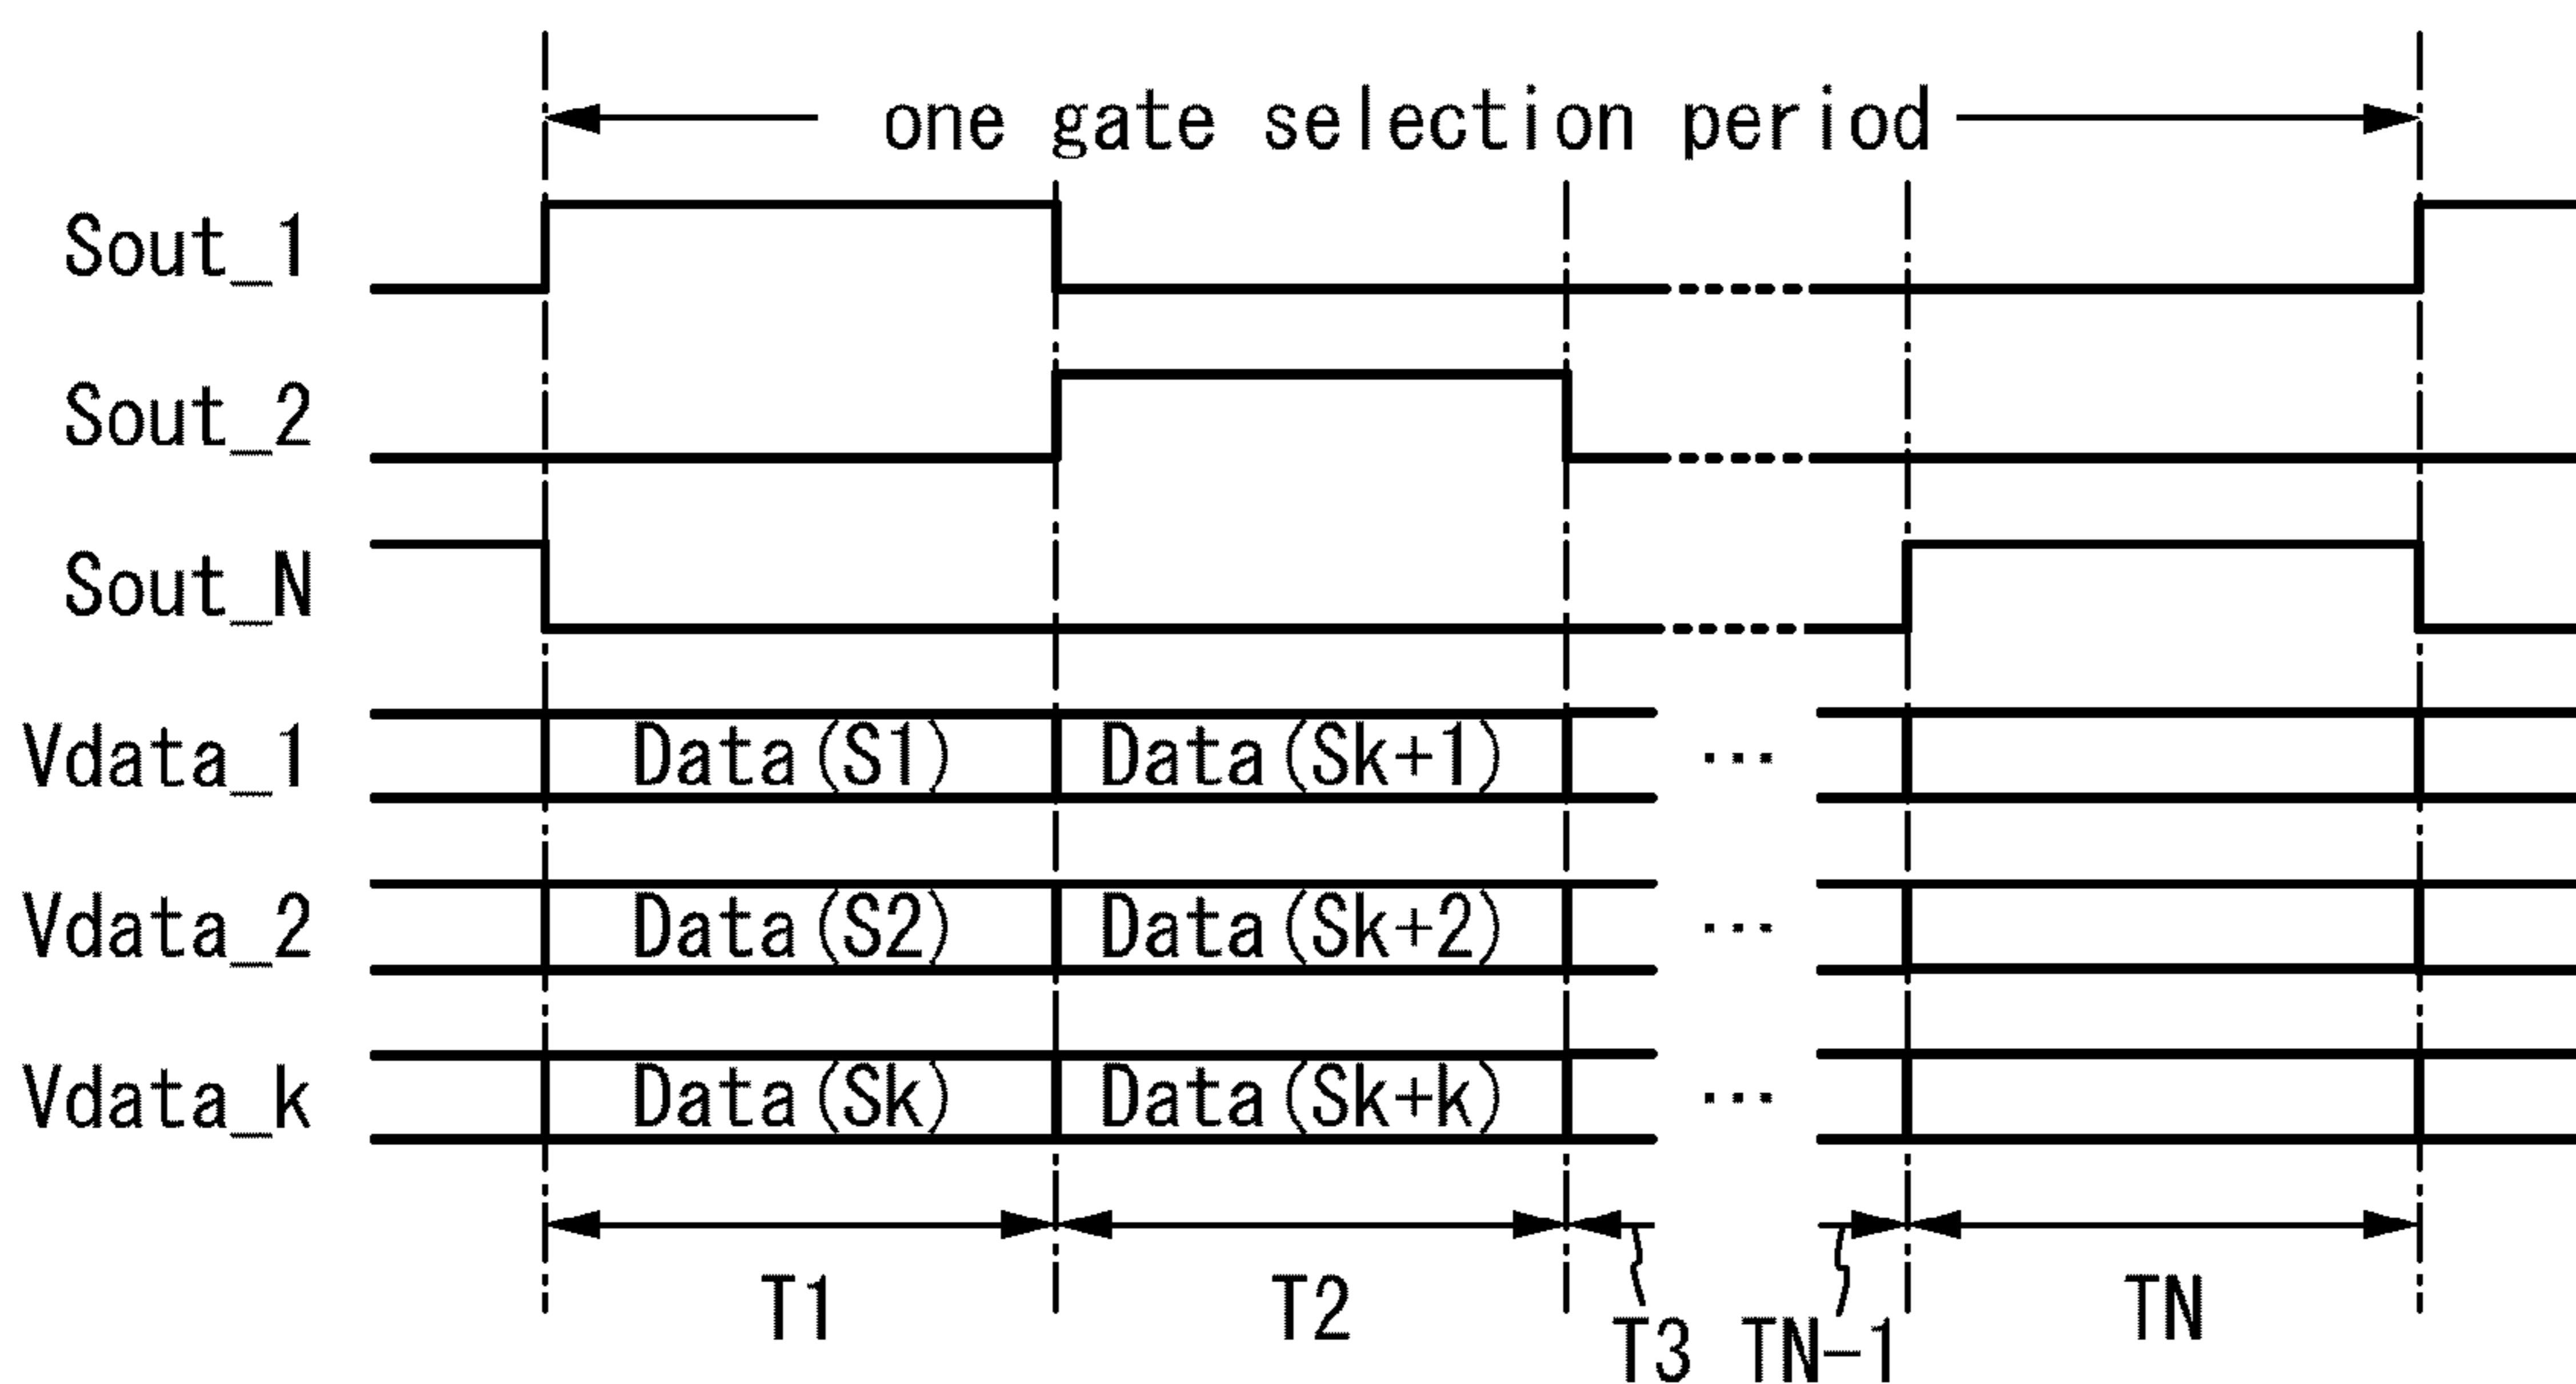 one gate selection period
Sout_1
Sout_2
Sout_N
Vdata_1 Data(S1) Data(Sk+1) ...
Vdata_2 Data(S2) Data(Sk+2) ...
Vdata_k Data(Sk) Data(Sk+k) ...
T1 T2 T3 TN-1 TN